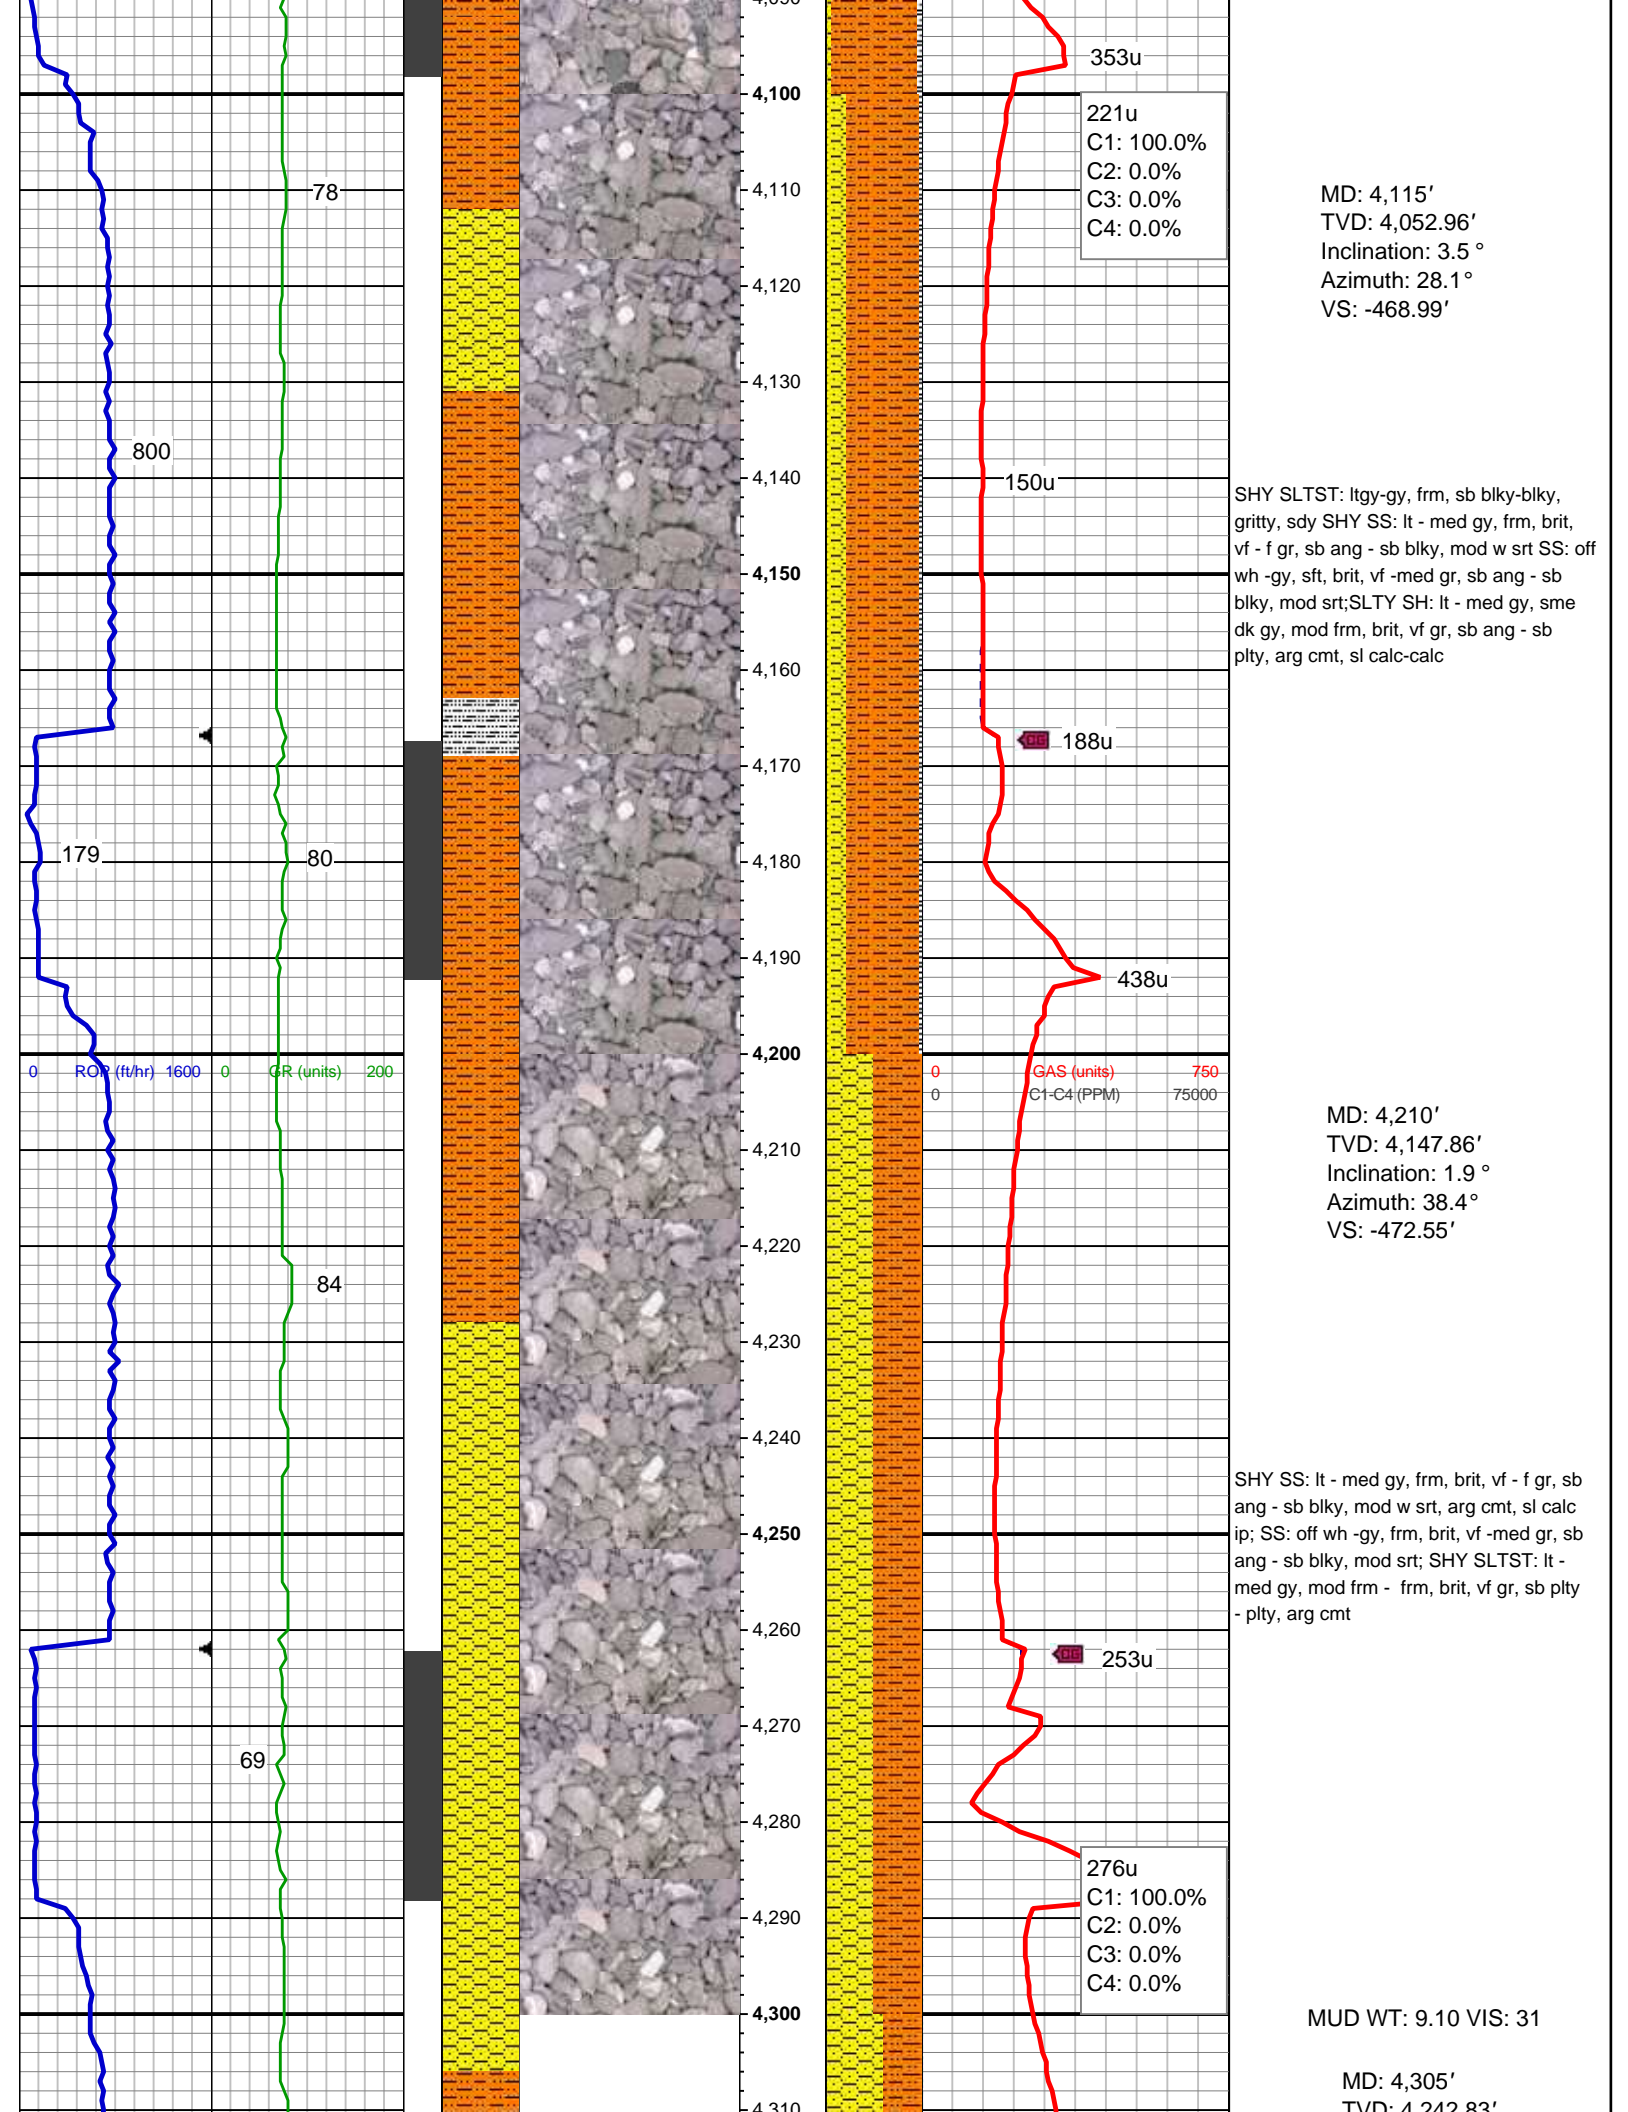 353u
4,100
221u
C1: 100.0%
C2: 0.0%
C3: 0.0%
C4: 0.0%
78
4,110
MD: 4,115′
TVD: 4,052.96′
Inclination: 3.5 °
Azimuth: 28.1°
VS: -468.99′
4,120
4,130
800
4,140
150u
SHY SLTST: ltgy-gy, frm, sb blky-blky,
gritty, sdy SHY SS: lt - med gy, frm, brit,
vf - f gr, sb ang - sb blky, mod w srt SS: off
wh -gy, sft, brit, vf -med gr, sb ang - sb
blky, mod srt;SLTY SH: lt - med gy, sme
dk gy, mod frm, brit, vf gr, sb ang - sb
plty, arg cmt, sl calc-calc
4,150
4,160
CG 188u
4,170
179
80
4,180
4,190
438u
4,200
0 ROP (ft/hr) 1600 0 GR (units) 200
0 GAS (units) 750
0 C1-C4 (PPM) 75000
4,210
MD: 4,210′
TVD: 4,147.86′
Inclination: 1.9 °
Azimuth: 38.4°
VS: -472.55′
4,220
84
4,230
4,240
SHY SS: lt - med gy, frm, brit, vf - f gr, sb
ang - sb blky, mod w srt, arg cmt, sl calc
ip; SS: off wh -gy, frm, brit, vf -med gr, sb
ang - sb blky, mod srt; SHY SLTST: lt -
med gy, mod frm -  frm, brit, vf gr, sb plty
- plty, arg cmt
4,250
4,260
CG 253u
4,270
69
4,280
276u
C1: 100.0%
C2: 0.0%
C3: 0.0%
C4: 0.0%
4,290
4,300
MUD WT: 9.10 VIS: 31
MD: 4,305′
TVD: 4,242.83′
4,310